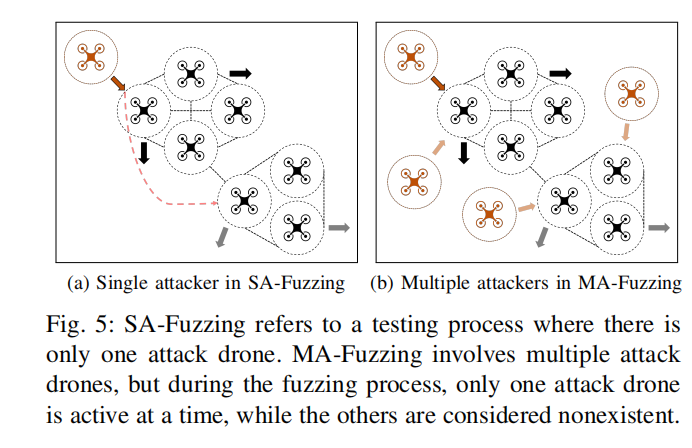 (a) Single attacker in SA-Fuzzing
(b) Multiple attackers in MA-Fuzzing
Fig. 5: SA-Fuzzing refers to a testing process where there is
only one attack drone. MA-Fuzzing involves multiple attack
drones, but during the fuzzing process, only one attack drone
is active at a time, while the others are considered nonexistent.